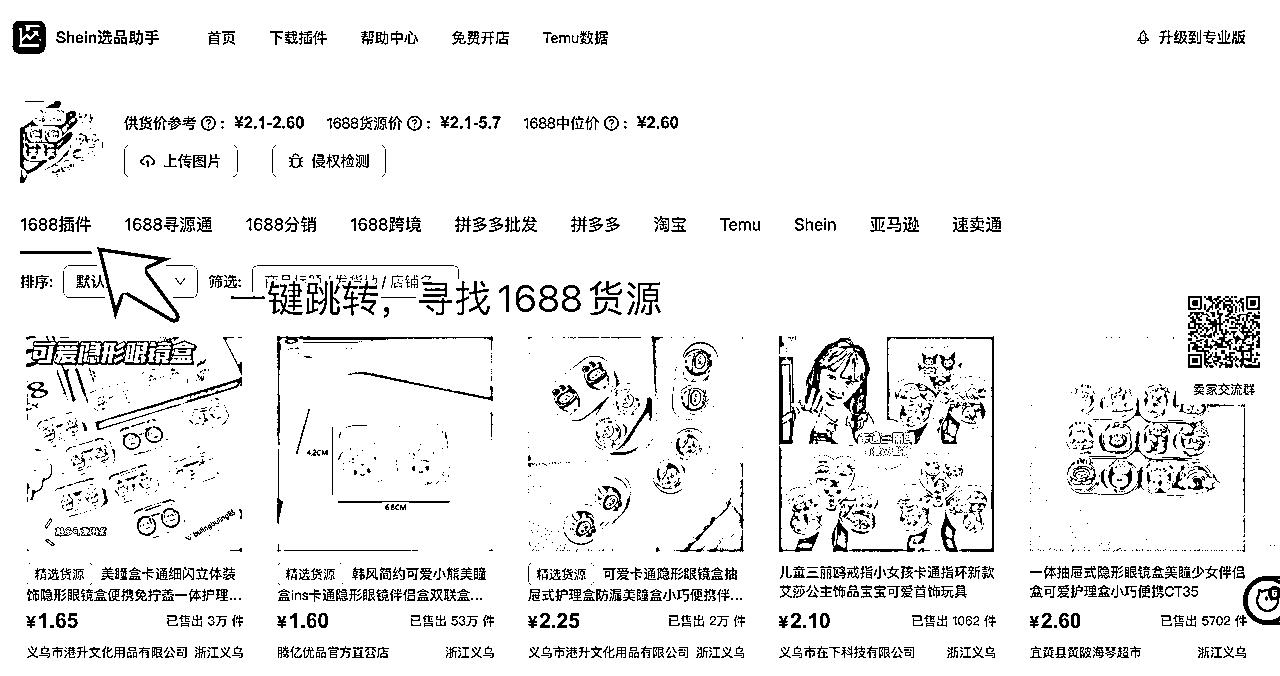 Shein选品助手 首页 下载插件 帮助中心 免费开店 Temu数据 升级到专业版
供货价参考 ?： ¥2.1-2.60 1688货源价 ?： ¥2.1-5.7 1688中位价 ?： ¥2.60
上传图片 侵权检测
1688插件 1688寻源通 1688分销 1688跨境 拼多多批发 拼多多 淘宝 Temu Shein 亚马逊 速卖通
排序: 默认 筛选: 商品标题 / 发货地 / 店铺名
一键跳转，寻找1688货源
卖家交流群
可爱隐形眼镜盒
4.2CM
6.8CM
精选货源 美瞳盒卡通细闪立体装
饰隐形眼镜盒便携免拧盖一体护理...
¥1.65 已售出 3万 件
义乌市港升文化用品有限公司 浙江义乌
精选货源 韩风简约可爱小熊美瞳
盒ins卡通隐形眼镜伴侣盒双联盒...
¥1.60 已售出 53万 件
腾亿优品官方直营店 浙江义乌
精选货源 可爱卡通隐形眼镜盒抽
屉式护理盒防漏美瞳盒小巧便携伴...
¥2.25 已售出 2万 件
义乌市港升文化用品有限公司 浙江义乌
儿童三丽鸥戒指小女孩卡通指环新款
艾莎公主饰品宝宝可爱首饰玩具
¥2.10 已售出 1062 件
义乌市在下科技有限公司 浙江义乌
一体抽屉式隐形眼镜盒美瞳少女伴侣
盒可爱护理盒小巧便携CT35
¥2.60 已售出 5702 件
宜黄县黄陂海琴超市 浙江义乌